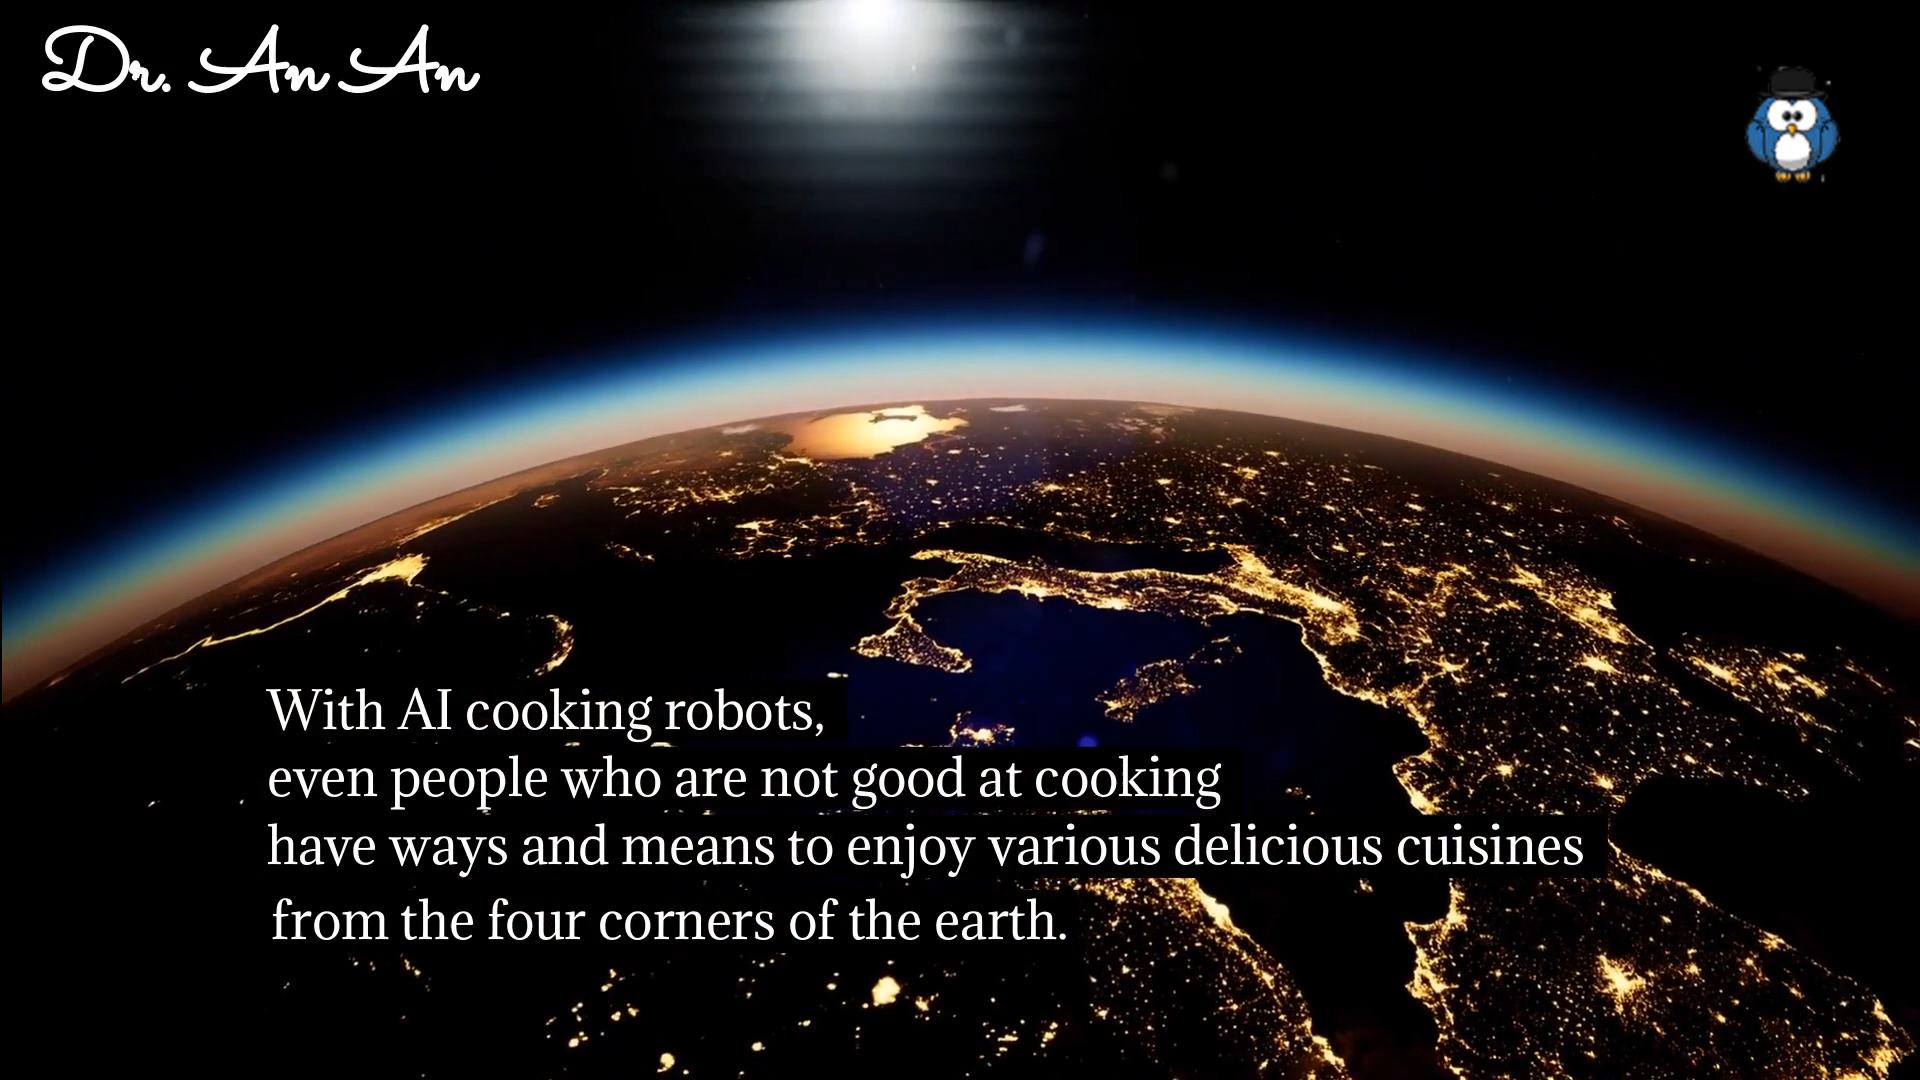 Dr. An An
With AI cooking robots,
even people who are not good at cooking
have ways and means to enjoy various delicious cuisines
from the four corners of the earth.